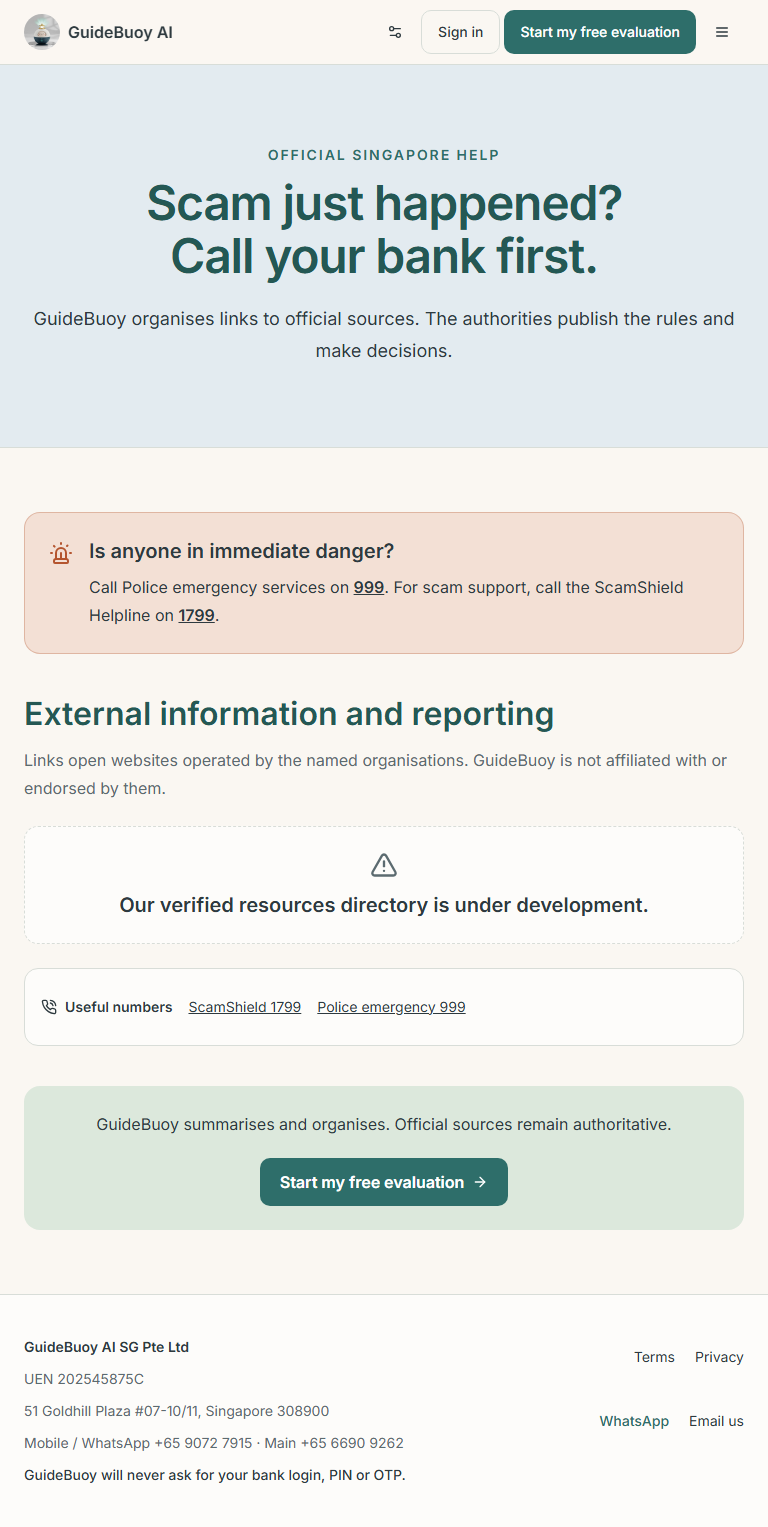 GuideBuoy AI
Sign in
Start my free evaluation
OFFICIAL SINGAPORE HELP
Scam just happened?
Call your bank first.
GuideBuoy organises links to official sources. The authorities publish the rules and
make decisions.
Is anyone in immediate danger?
Call Police emergency services on 999. For scam support, call the ScamShield
Helpline on 1799.
External information and reporting
Links open websites operated by the named organisations. GuideBuoy is not affiliated with or
endorsed by them.
Our verified resources directory is under development.
Useful numbers ScamShield 1799 Police emergency 999
GuideBuoy summarises and organises. Official sources remain authoritative.
Start my free evaluation →
GuideBuoy AI SG Pte Ltd
UEN 202545875C
51 Goldhill Plaza #07-10/11, Singapore 308900
Mobile / WhatsApp +65 9072 7915 · Main +65 6690 9262
GuideBuoy will never ask for your bank login, PIN or OTP.
Terms Privacy
WhatsApp Email us